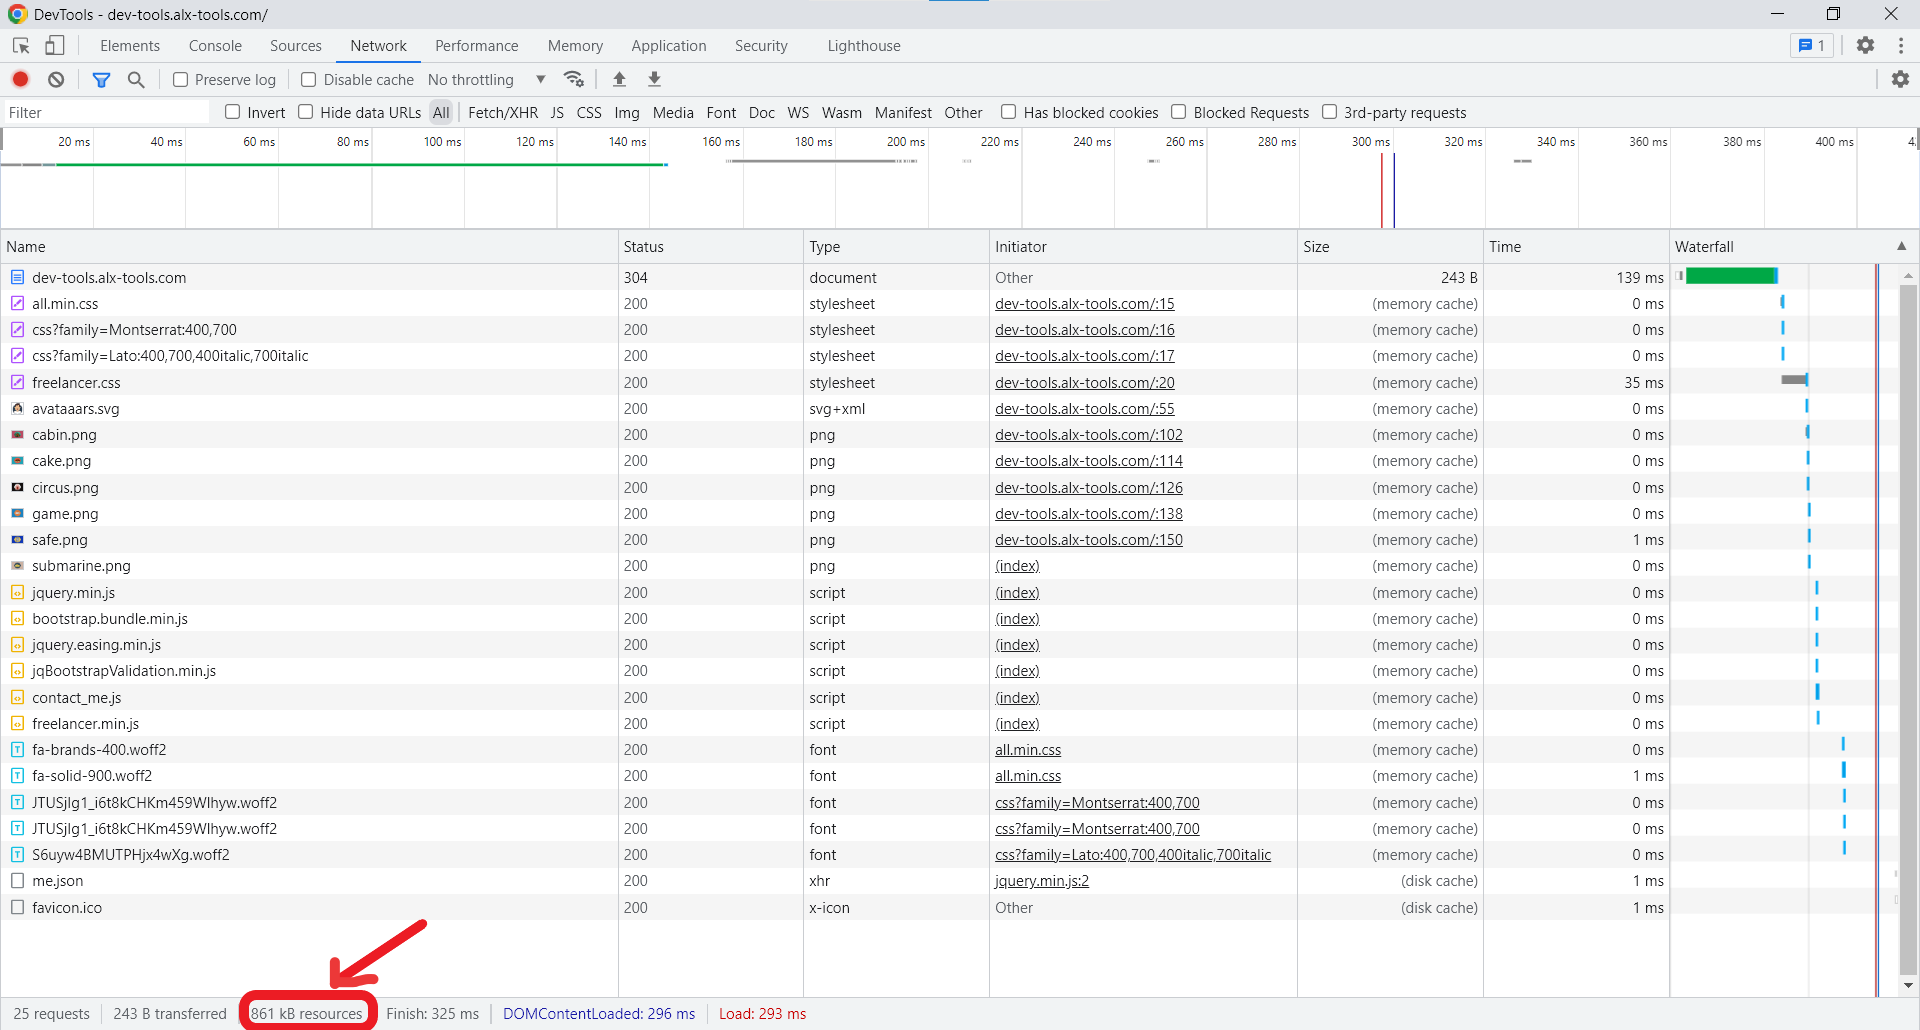 DevTools - dev-tools.alx-tools.com/
Elements Console Sources Network Performance Memory Application Security Lighthouse 1
Preserve log Disable cache No throttling
Filter Invert Hide data URLs All Fetch/XHR JS CSS Img Media Font Doc WS Wasm Manifest Other Has blocked cookies Blocked Requests 3rd-party requests
20 ms 40 ms 60 ms 80 ms 100 ms 120 ms 140 ms 160 ms 180 ms 200 ms 220 ms 240 ms 260 ms 280 ms 300 ms 320 ms 340 ms 360 ms 380 ms 400 ms
Name Status Type Initiator Size Time Waterfall
dev-tools.alx-tools.com 304 document Other 243 B 139 ms
all.min.css 200 stylesheet dev-tools.alx-tools.com/:15 (memory cache) 0 ms
css?family=Montserrat:400,700 200 stylesheet dev-tools.alx-tools.com/:16 (memory cache) 0 ms
css?family=Lato:400,700,400italic,700italic 200 stylesheet dev-tools.alx-tools.com/:17 (memory cache) 0 ms
freelancer.css 200 stylesheet dev-tools.alx-tools.com/:20 (memory cache) 35 ms
avataaars.svg 200 svg+xml dev-tools.alx-tools.com/:55 (memory cache) 0 ms
cabin.png 200 png dev-tools.alx-tools.com/:102 (memory cache) 0 ms
cake.png 200 png dev-tools.alx-tools.com/:114 (memory cache) 0 ms
circus.png 200 png dev-tools.alx-tools.com/:126 (memory cache) 0 ms
game.png 200 png dev-tools.alx-tools.com/:138 (memory cache) 0 ms
safe.png 200 png dev-tools.alx-tools.com/:150 (memory cache) 1 ms
submarine.png 200 png (index) (memory cache) 0 ms
jquery.min.js 200 script (index) (memory cache) 0 ms
bootstrap.bundle.min.js 200 script (index) (memory cache) 0 ms
jquery.easing.min.js 200 script (index) (memory cache) 0 ms
jqBootstrapValidation.min.js 200 script (index) (memory cache) 0 ms
contact_me.js 200 script (index) (memory cache) 0 ms
freelancer.min.js 200 script (index) (memory cache) 0 ms
fa-brands-400.woff2 200 font all.min.css (memory cache) 0 ms
fa-solid-900.woff2 200 font all.min.css (memory cache) 1 ms
JTUSjIg1_i6t8kCHKm459Wlhyw.woff2 200 font css?family=Montserrat:400,700 (memory cache) 0 ms
JTUSjIg1_i6t8kCHKm459Wlhyw.woff2 200 font css?family=Montserrat:400,700 (memory cache) 0 ms
S6uyw4BMUTPHjx4wXg.woff2 200 font css?family=Lato:400,700,400italic,700italic (memory cache) 0 ms
me.json 200 xhr jquery.min.js:2 (disk cache) 1 ms
favicon.ico 200 x-icon Other (disk cache) 1 ms
25 requests 243 B transferred 861 kB resources Finish: 325 ms DOMContentLoaded: 296 ms Load: 293 ms